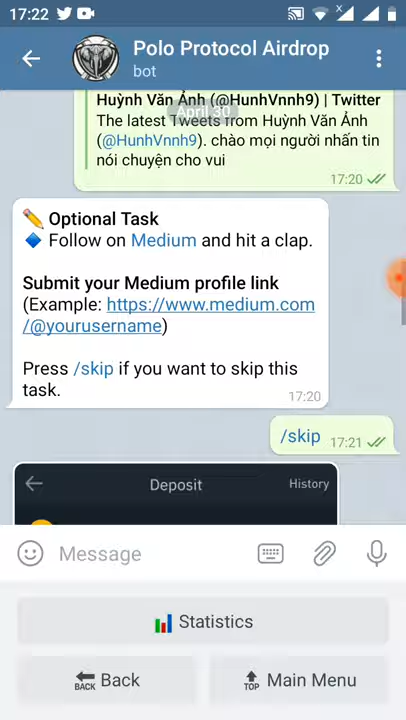 17:22
Polo Protocol Airdrop
bot
Huỳnh Văn Ảnh (@HunhVnnh9) | Twitter
April 30
The latest Tweets from Huỳnh Văn Ảnh
(@HunhVnnh9). chào mọi người nhấn tin
nói chuyện cho vui
17:20
Optional Task
Follow on Medium and hit a clap.
Submit your Medium profile link
(Example: https://www.medium.com
/@yourusername)
Press /skip if you want to skip this
task.
17:20
/skip 17:21
Deposit History
Message
Statistics
BACK Back
TOP Main Menu